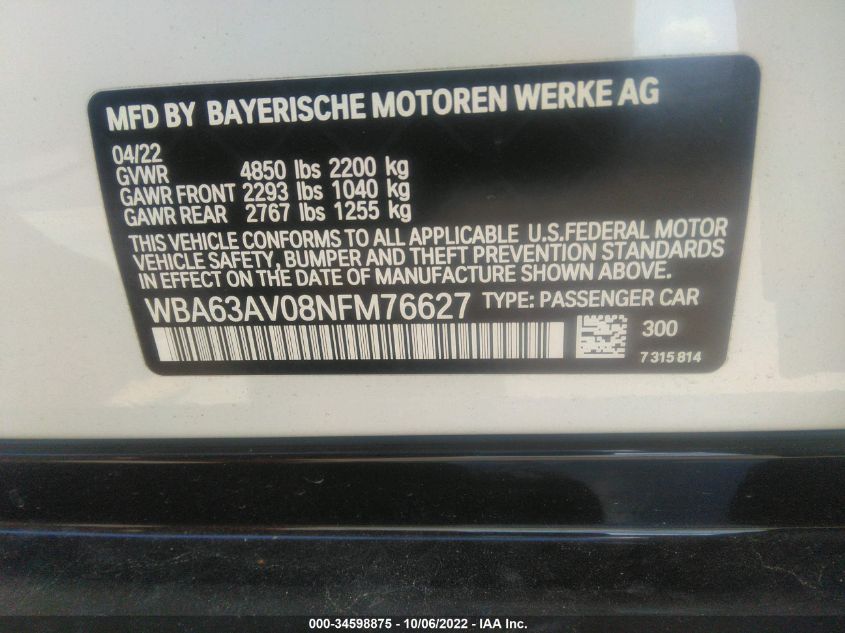 MFD BY BAYERISCHE MOTOREN WERKE AG
04/22
GVWR 4850 lbs 2200 kg
GAWR FRONT 2293 lbs 1040 kg
GAWR REAR 2767 lbs 1255 kg
THIS VEHICLE CONFORMS TO ALL APPLICABLE U.S.FEDERAL MOTOR
VEHICLE SAFETY, BUMPER AND THEFT PREVENTION STANDARDS
IN EFFECT ON THE DATE OF MANUFACTURE SHOWN ABOVE.
WBA63AV08NFM76627 TYPE: PASSENGER CAR
300
7 315 814
000-34598875 - 10/06/2022 - IAA Inc.